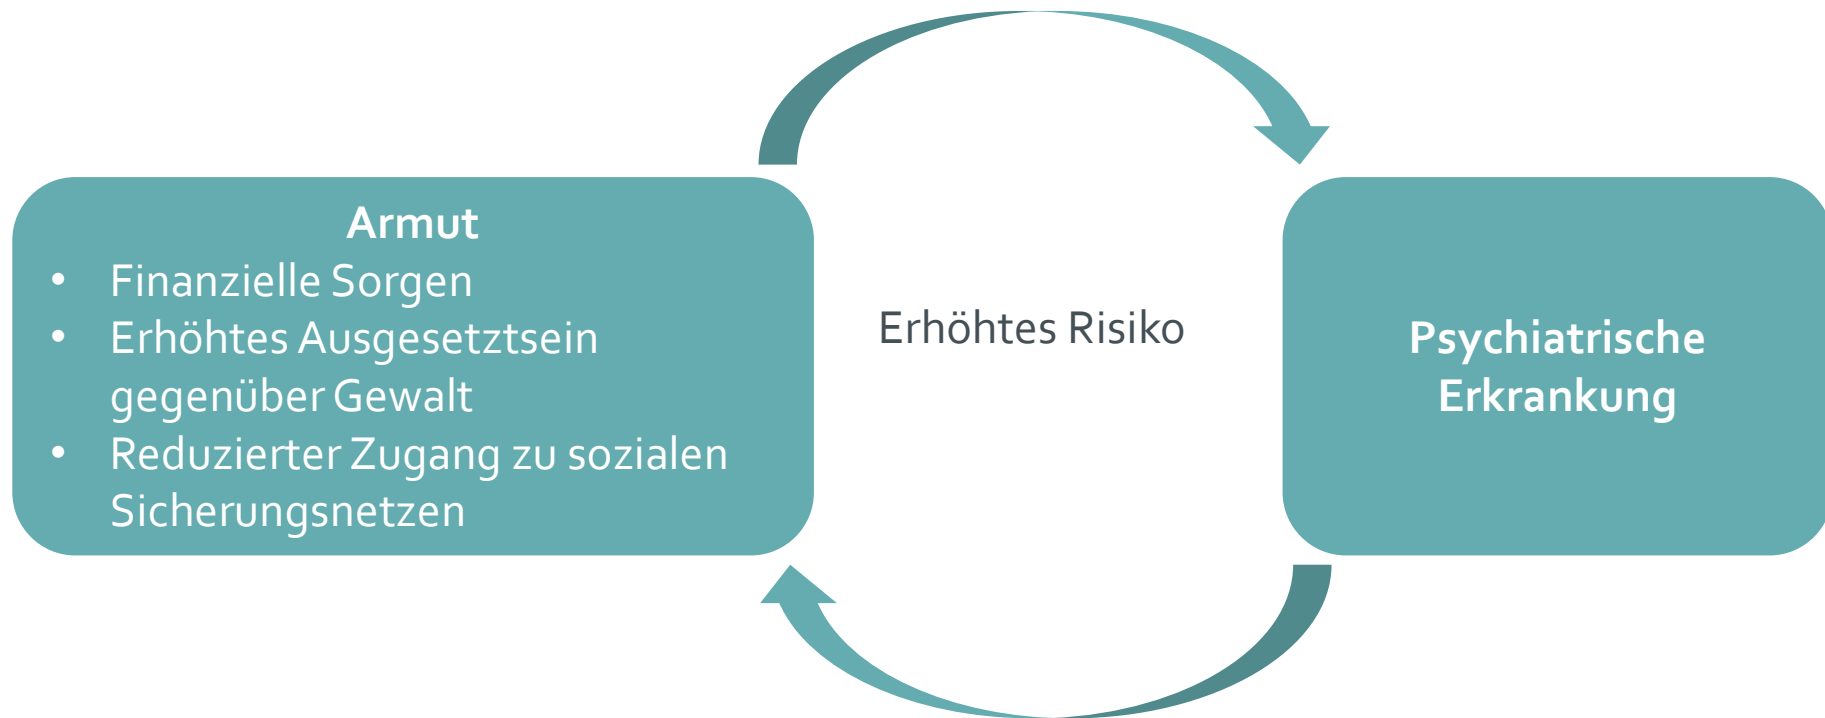 Armut
• Finanzielle Sorgen
• Erhöhtes Ausgesetztsein
gegenüber Gewalt
• Reduzierter Zugang zu sozialen
Sicherungsnetzen
Erhöhtes Risiko
Psychiatrische
Erkrankung